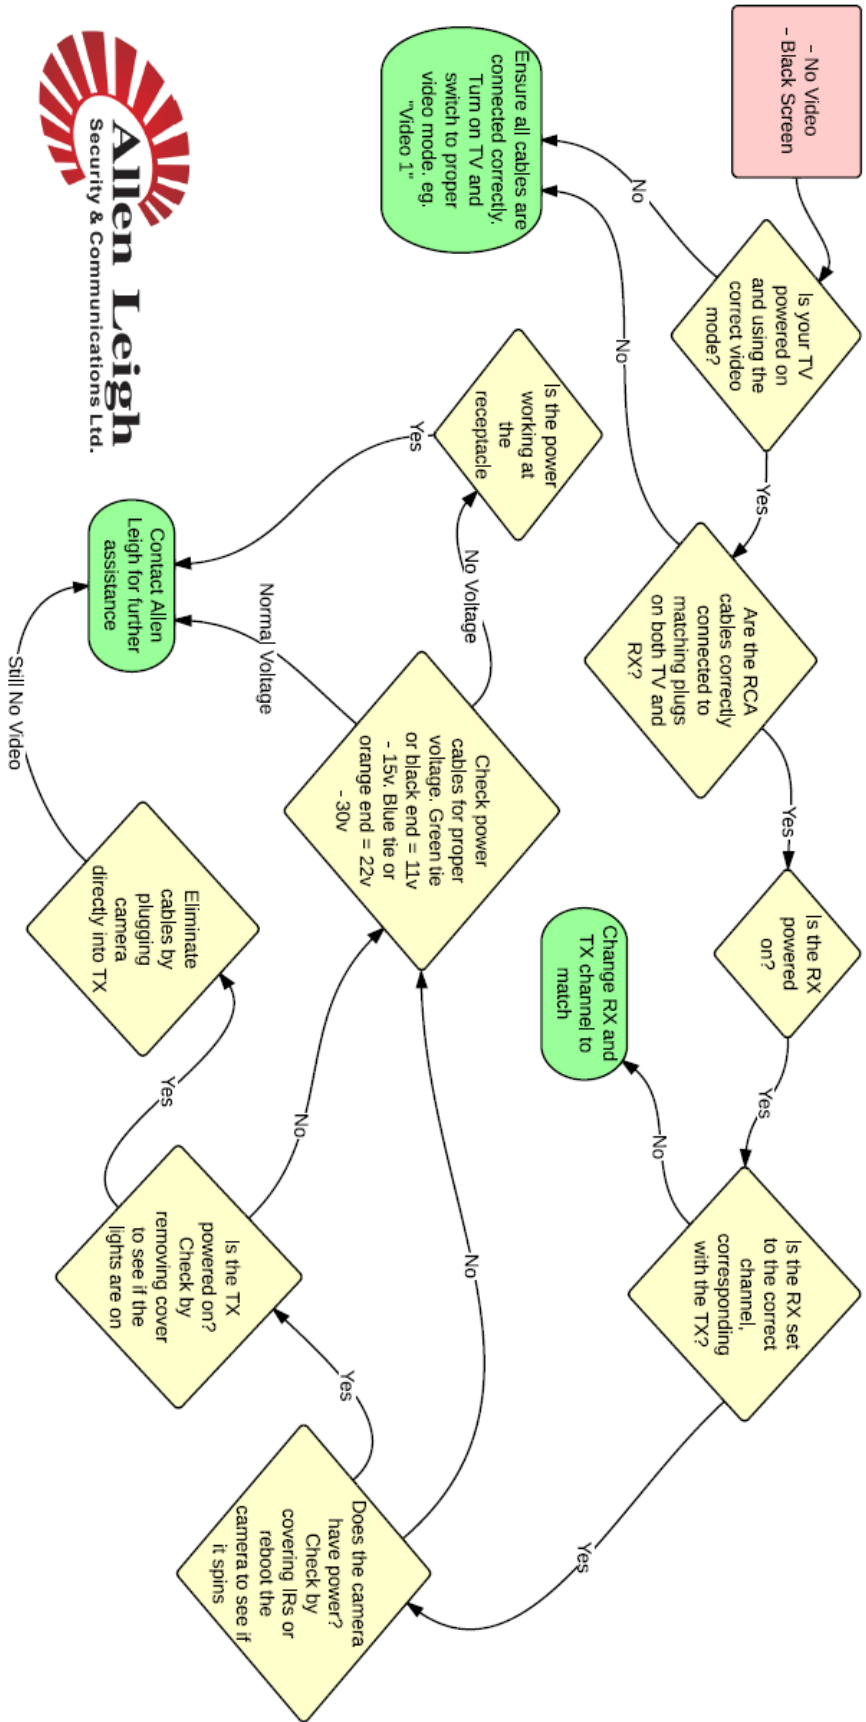 - No Video
- Black Screen
Is your TV
powered on
and using the
correct video
mode?
No
Yes
Ensure all cables are
connected correctly.
Turn on TV and
switch to proper
video mode. eg.
"Video 1"
Are the RCA
cables correctly
connected to
matching plugs
on both TV and
RX?
No
Yes
Is the RX
powered
on?
Yes
Is the RX set
to the correct
channel,
corresponding
with the TX?
No
Change RX and
TX channel to
match
Yes
Does the camera
have power?
Check by
covering IRs or
reboot the
camera to see if
it spins
No
Yes
Is the TX
powered on?
Check by
removing cover
to see if the
lights are on
No
Yes
Check power
cables for proper
voltage. Green tie
or black end = 11v
- 15v. Blue tie or
orange end = 22v
- 30v
No Voltage
Normal Voltage
Is the power
working at
the
receptacle
Yes
Eliminate
cables by
plugging
camera
directly into TX
Still No Video
Contact Allen
Leigh for further
assistance
Allen Leigh
Security & Communications Ltd.